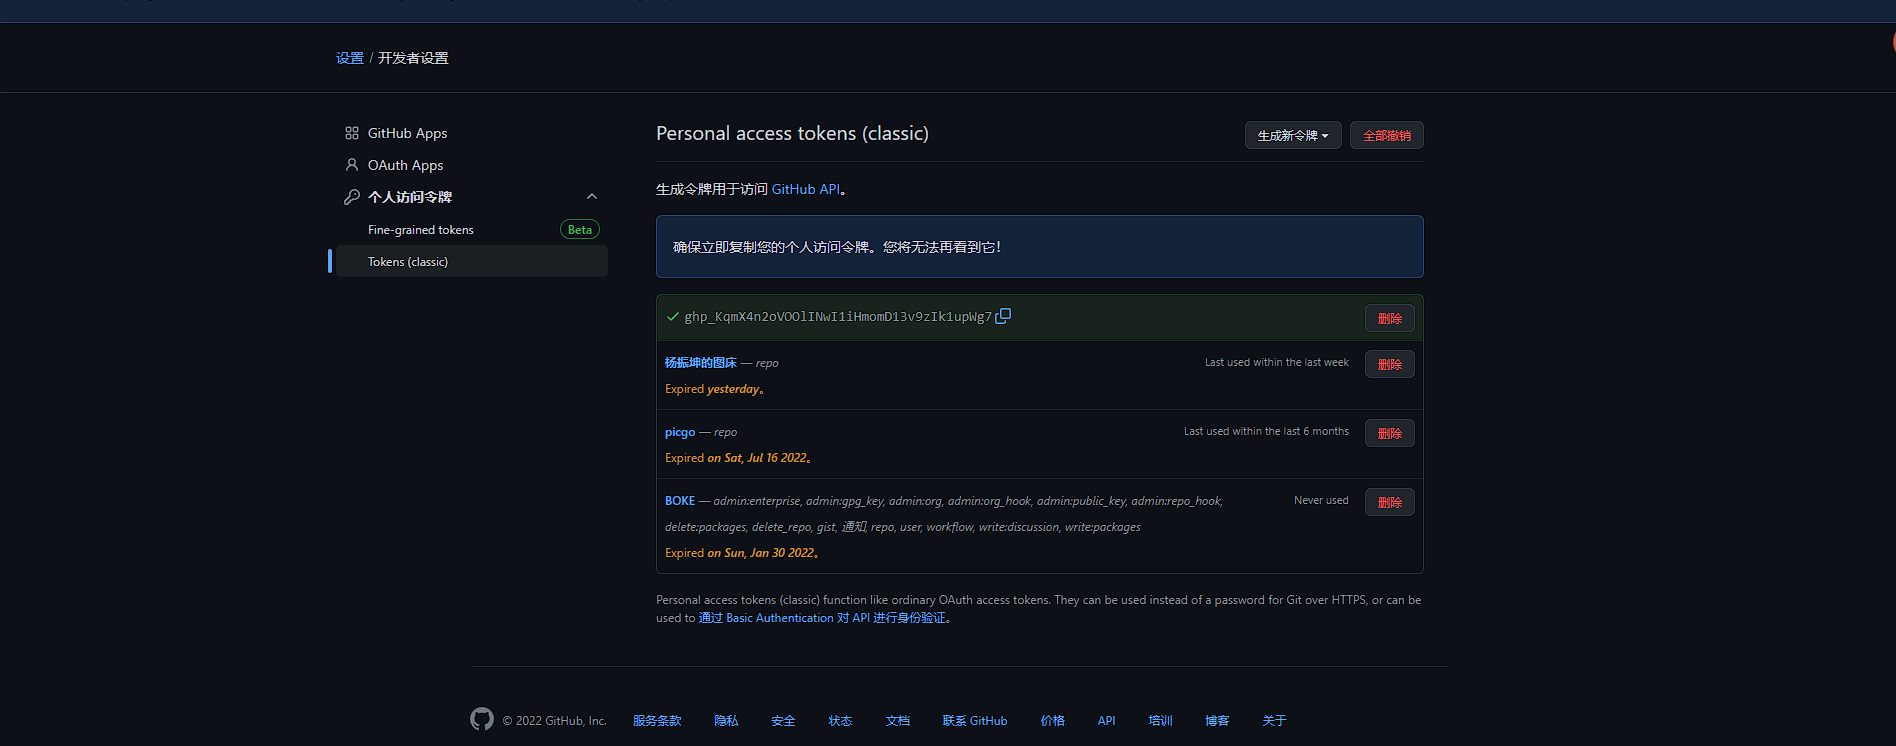 设置 / 开发者设置
GitHub Apps
OAuth Apps
个人访问令牌
Fine-grained tokens Beta
Tokens (classic)
Personal access tokens (classic) 生成新令牌 全部撤销
生成令牌用于访问 GitHub API。
确保立即复制您的个人访问令牌。您将无法再看到它！
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 删除
杨振坤的图床 — repo Last used within the last week 删除
Expired yesterday。
picgo — repo Last used within the last 6 months 删除
Expired on Sat, Jul 16 2022。
BOKE — admin:enterprise, admin:gpg_key, admin:org, admin:org_hook, admin:public_key, admin:repo_hook, Never used 删除
delete:packages, delete_repo, gist, 通知, repo, user, workflow, write:discussion, write:packages
Expired on Sun, Jan 30 2022。
Personal access tokens (classic) function like ordinary OAuth access tokens. They can be used instead of a password for Git over HTTPS, or can be
used to 通过 Basic Authentication 对 API 进行身份验证。
© 2022 GitHub, Inc. 服务条款 隐私 安全 状态 文档 联系 GitHub 价格 API 培训 博客 关于